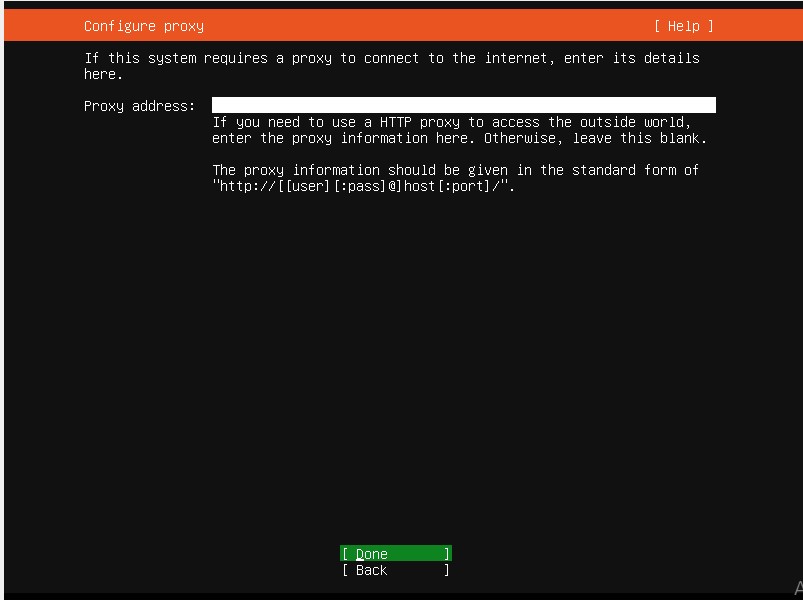 Configure proxy [ Help ]
If this system requires a proxy to connect to the internet, enter its details
here.
Proxy address:
If you need to use a HTTP proxy to access the outside world,
enter the proxy information here. Otherwise, leave this blank.
The proxy information should be given in the standard form of
"http://[[user][:pass]@]host[:port]/".
[ Done ]
[ Back ]